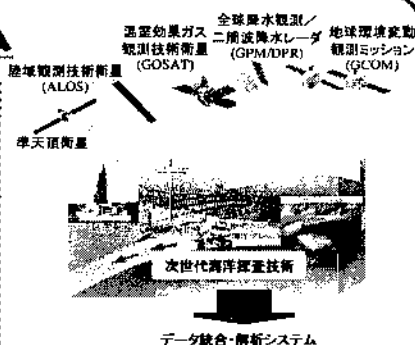 温室効果ガス
観測技術衛星
(GOSAT)
全球降水観測／
二周波降水レーダ
(GPM/DPR)
地球環境変動
観測ミッション
(GCOM)
陸域観測技術衛星
(ALOS)
準天頂衛星
次世代海洋探査技術
データ統合・解析システム